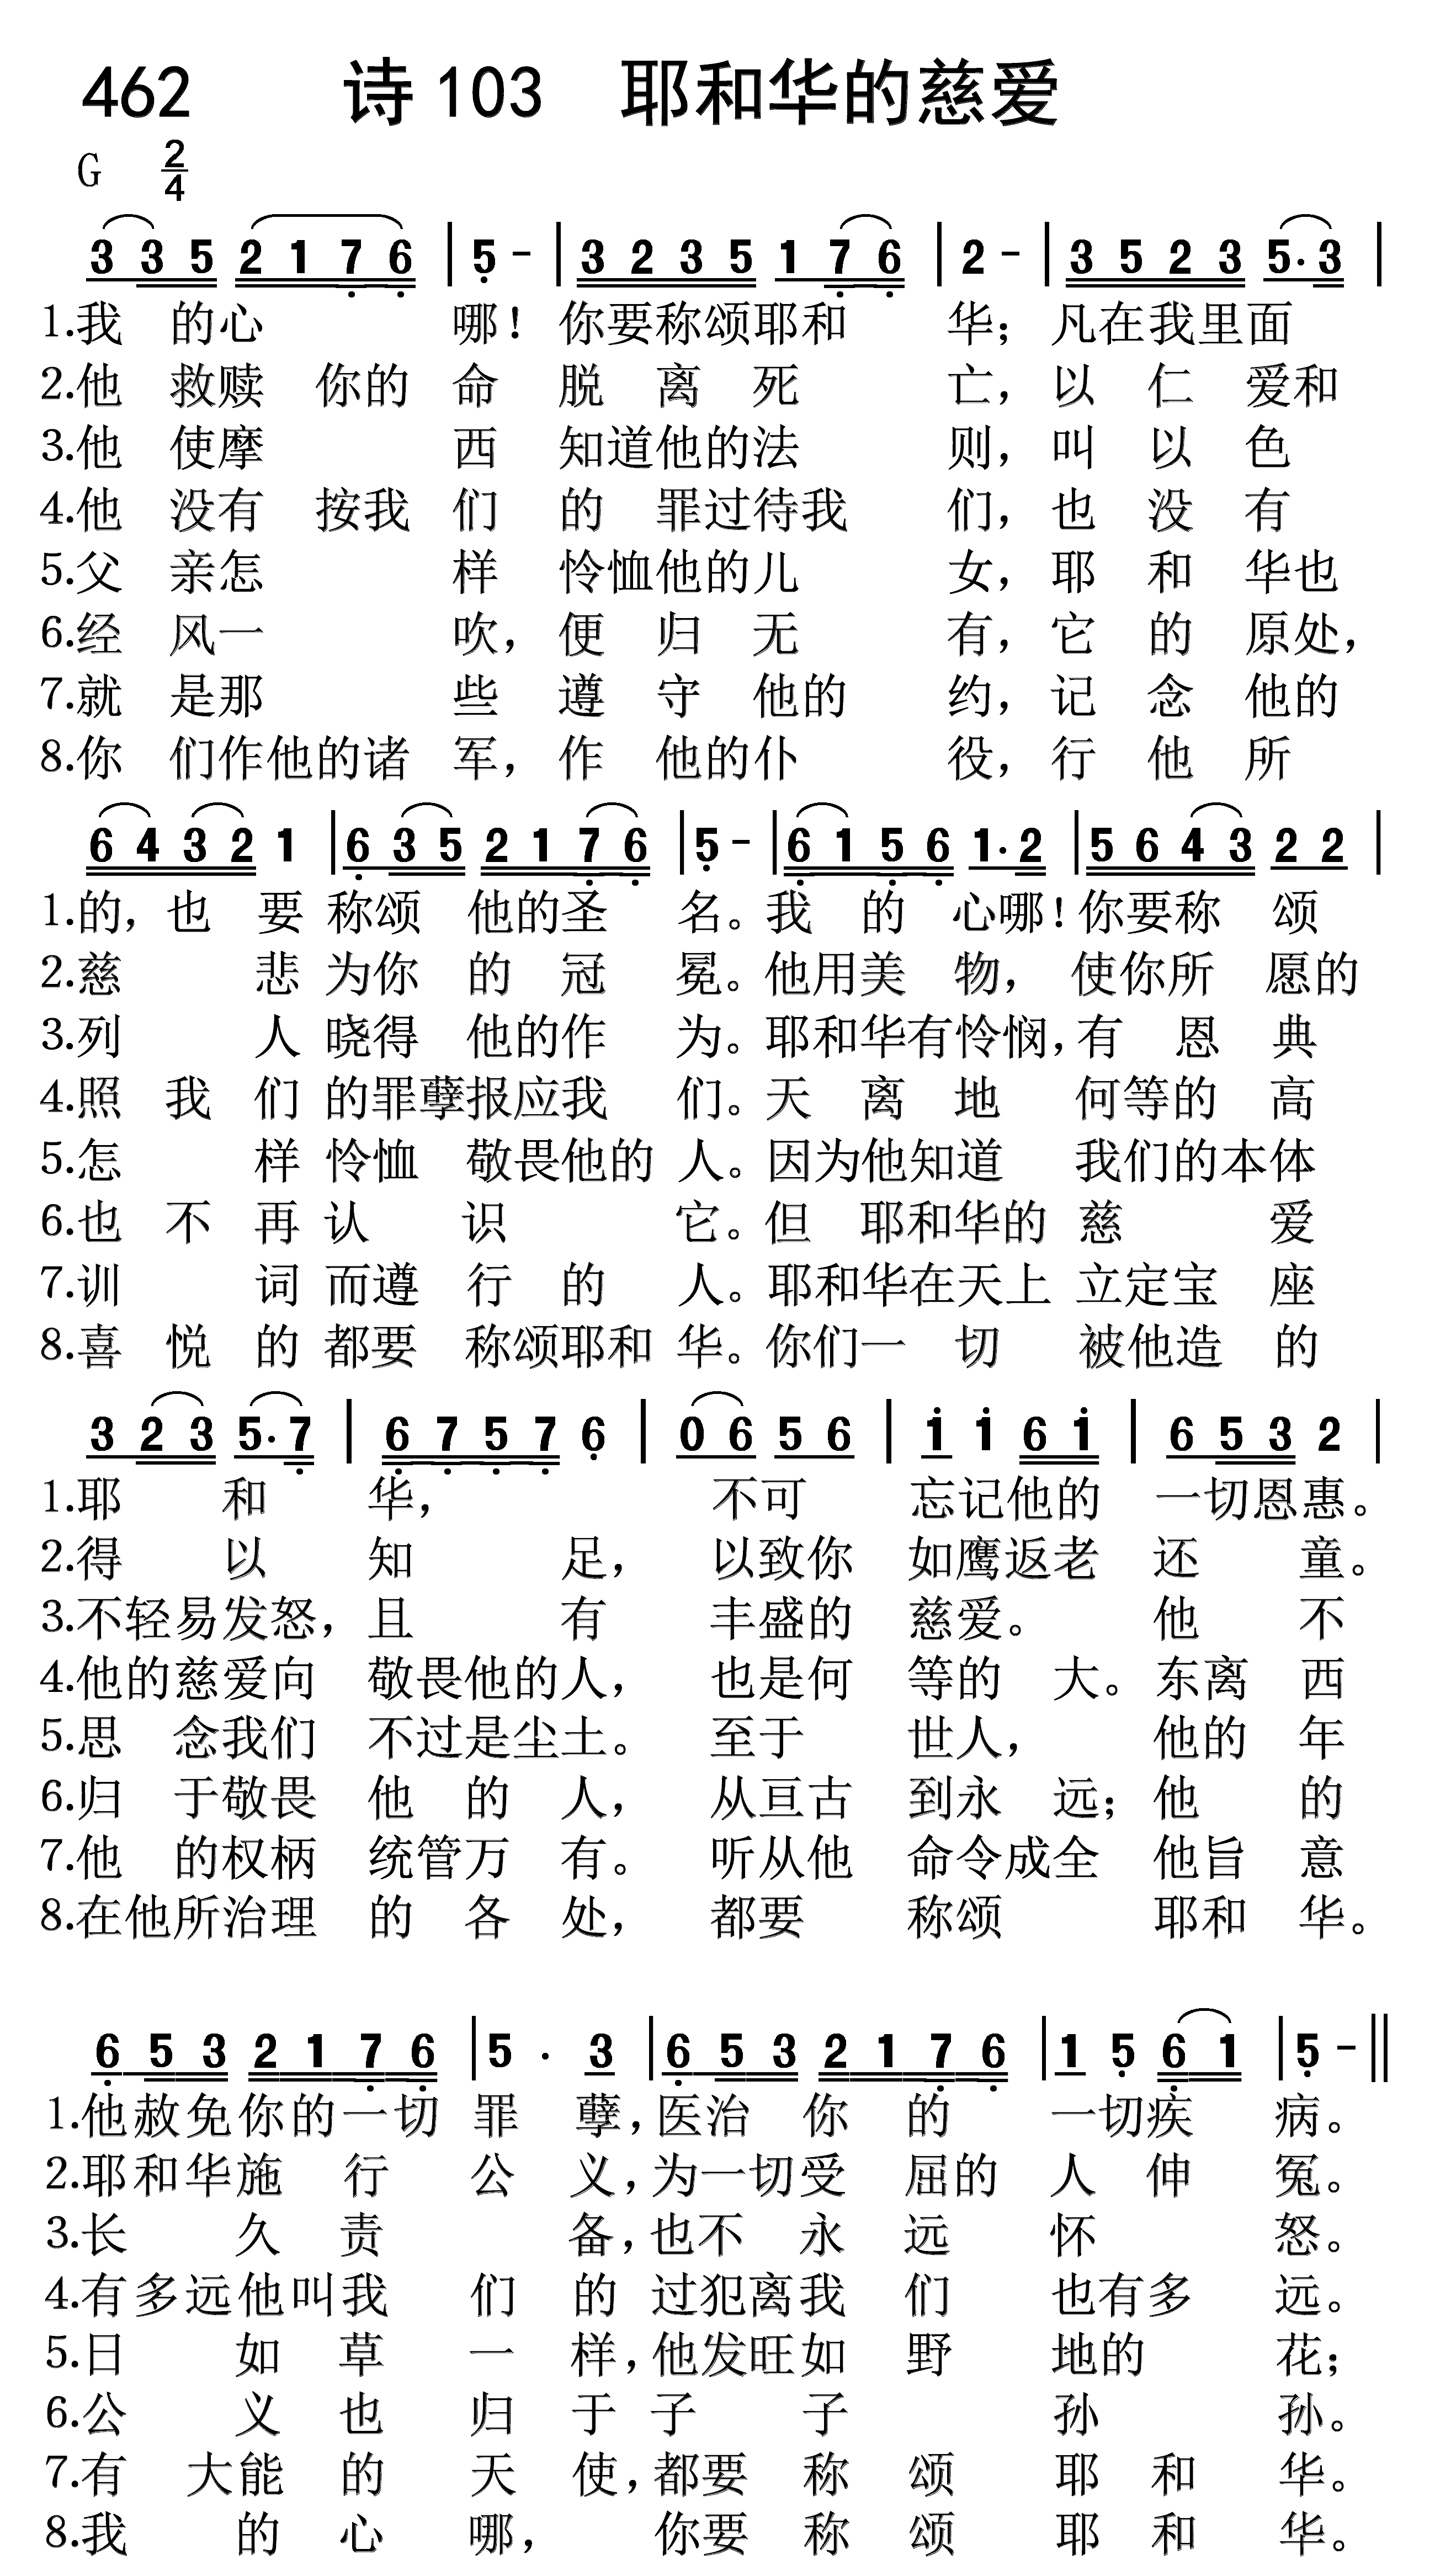 462 诗103 耶和华的慈爱
G 2/4
3 3 5 2 1 7 6 | 5 - | 3 2 3 5 1 7 6 | 2 - | 3 5 2 3 5· 3 |
1.我 的心 哪! 你要称颂耶和 华; 凡在我里面
2.他 救赎 你的 命 脱 离 死 亡, 以 仁 爱和
3.他 使摩 西 知道他的法 则, 叫 以 色
4.他 没有 按我 们 的 罪过待我 们, 也 没 有
5.父 亲怎 样 怜恤他的儿 女, 耶 和 华也
6.经 风一 吹, 便 归 无 有, 它 的 原处,
7.就 是那 些 遵 守 他的 约, 记 念 他的
8.你 们作他的诸 军, 作 他的仆 役, 行 他 所
6 4 3 2 1 | 6 3 5 2 1 7 6 | 5 - | 6 1 5 6 1· 2 | 5 6 4 3 2 2 |
1.的, 也 要 称颂 他的圣 名。我 的 心哪!你要称 颂
2.慈 悲 为你 的 冠 冕。他用美 物, 使你所 愿的
3.列 人 晓得 他的作 为。耶和华有怜悯,有 恩 典
4.照 我 们 的罪孽报应我 们。天 离 地 何等的 高
5.怎 样 怜恤 敬畏他的 人。因为他知道 我们的本体
6.也 不 再 认 识 它。但 耶和华的 慈 爱
7.训 词 而遵 行 的 人。耶和华在天上 立定宝 座
8.喜 悦 的 都要 称颂耶和 华。你们一 切 被他造 的
3 2 3 5· 7 | 6 7 5 7 6 | 0 6 5 6 | 1 1 6 1 | 6 5 3 2 |
1.耶 和 华, 不可 忘记他的 一切恩惠。
2.得 以 知 足, 以致你 如鹰返老 还 童。
3.不轻易发怒, 且 有 丰盛的 慈爱。 他 不
4.他的慈爱向 敬畏他的人, 也是何 等的 大。东离 西
5.思 念我们 不过是尘土。 至于 世人, 他的 年
6.归 于敬畏 他 的 人, 从亘古 到永 远; 他 的
7.他 的权柄 统管万 有。 听从他 命令成全 他旨 意
8.在他所治理 的 各 处, 都要 称颂 耶和 华。
6 5 3 2 1 7 6 | 5 · 3 | 6 5 3 2 1 7 6 | 1 5 6 1 | 5 - ||
1.他赦免你的一切 罪 孽,医治 你 的 一切疾 病。
2.耶和华施 行 公 义,为一切受 屈的 人 伸 冤。
3.长 久 责 备,也不 永 远 怀 怒。
4.有多远他叫我 们 的 过犯离我 们 也有多 远。
5.日 如 草 一 样,他发旺如 野 地的 花;
6.公 义 也 归 于 子 子 孙 孙。
7.有 大能 的 天 使,都要 称 颂 耶 和 华。
8.我 的 心 哪, 你要 称 颂 耶 和 华。